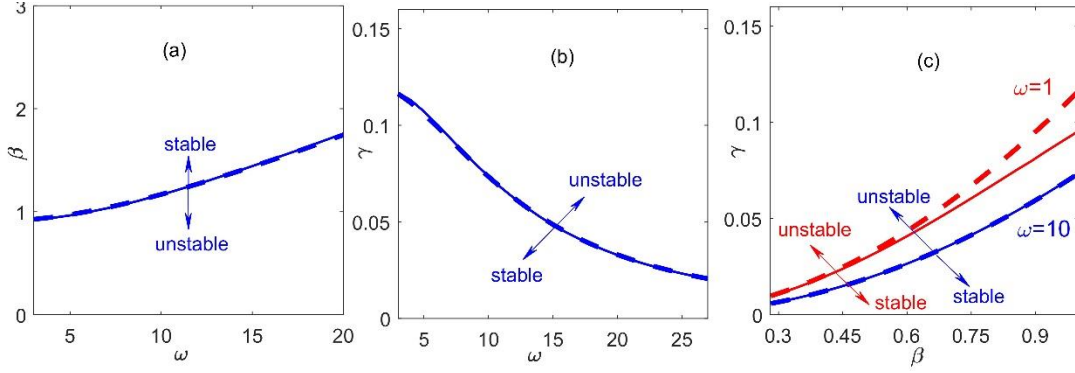 3
2
1
0
β
(a)
stable
unstable
5
10
15
20
ω
0.15
0.1
0.05
0
γ
(b)
unstable
stable
5
10
15
20
25
ω
0.15
0.1
0.05
0
γ
(c)
ω=1
unstable
unstable
ω=10
stable
stable
0.3
0.45
0.6
0.75
0.9
β